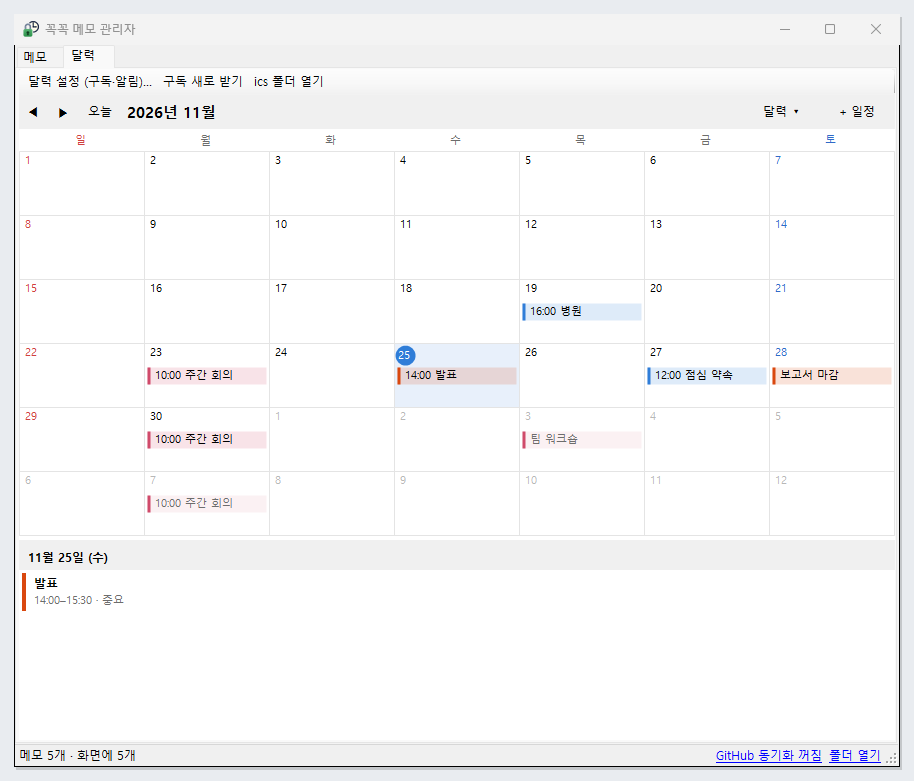 꼭꼭 메모 관리자
메모 달력
달력 설정 (구독·알림)... 구독 새로 받기 ics 폴더 열기
◀ ▶ 오늘 2026년 11월 달력 ▾ + 일정
일 월 화 수 목 금 토
1 2 3 4 5 6 7
8 9 10 11 12 13 14
15 16 17 18 19 20 21
16:00 병원
22 23 24 25 26 27 28
10:00 주간 회의 14:00 발표 12:00 점심 약속 보고서 마감
29 30 1 2 3 4 5
10:00 주간 회의 팀 워크숍
6 7 8 9 10 11 12
10:00 주간 회의
11월 25일 (수)
발표
14:00–15:30 · 중요
메모 5개 · 화면에 5개 GitHub 동기화 꺼짐 폴더 열기